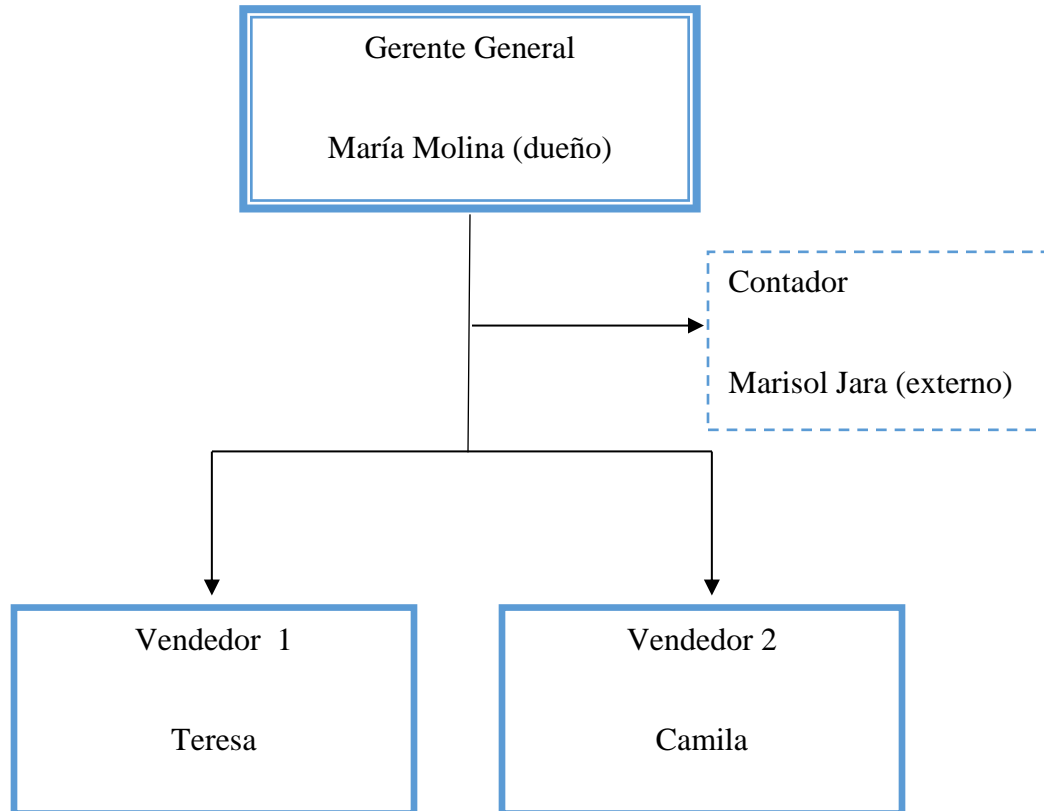 Gerente General
María Molina (dueño)
Contador
Marisol Jara (externo)
Vendedor  1
Teresa
Vendedor 2
Camila